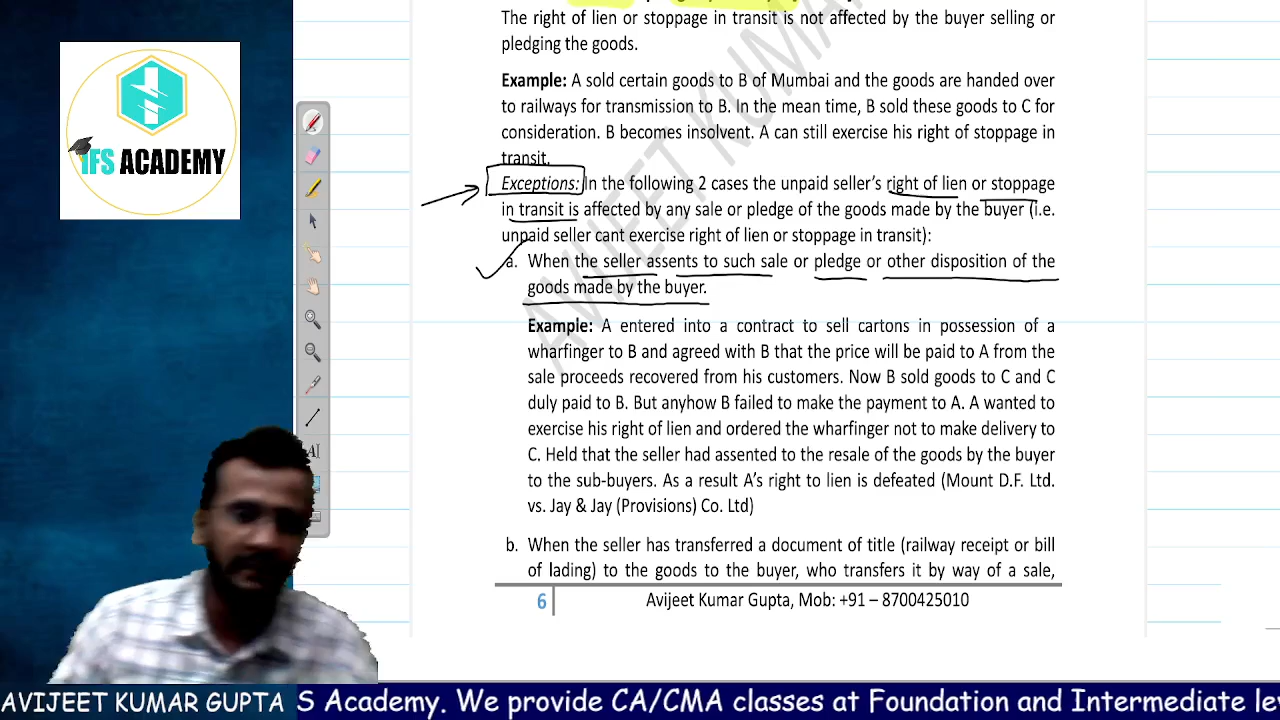 The right of lien or stoppage in transit is not affected by the buyer selling or
pledging the goods.
Example: A sold certain goods to B of Mumbai and the goods are handed over
to railways for transmission to B. In the mean time, B sold these goods to C for
consideration. B becomes insolvent. A can still exercise his right of stoppage in
transit.
Exceptions: In the following 2 cases the unpaid seller's right of lien or stoppage
in transit is affected by any sale or pledge of the goods made by the buyer (i.e.
unpaid seller cant exercise right of lien or stoppage in transit):
a. When the seller assents to such sale or pledge or other disposition of the
goods made by the buyer.
Example: A entered into a contract to sell cartons in possession of a
wharfinger to B and agreed with B that the price will be paid to A from the
sale proceeds recovered from his customers. Now B sold goods to C and C
duly paid to B. But anyhow B failed to make the payment to A. A wanted to
exercise his right of lien and ordered the wharfinger not to make delivery to
C. Held that the seller had assented to the resale of the goods by the buyer
to the sub-buyers. As a result A's right to lien is defeated (Mount D.F. Ltd.
vs. Jay & Jay (Provisions) Co. Ltd)
b. When the seller has transferred a document of title (railway receipt or bill
of lading) to the goods to the buyer, who transfers it by way of a sale,
6 Avijeet Kumar Gupta, Mob: +91 – 8700425010
AVIJEET KUMAR
IFS ACADEMY
A|
AVIJEET KUMAR GUPTA
S Academy. We provide CA/CMA classes at Foundation and Intermediate le